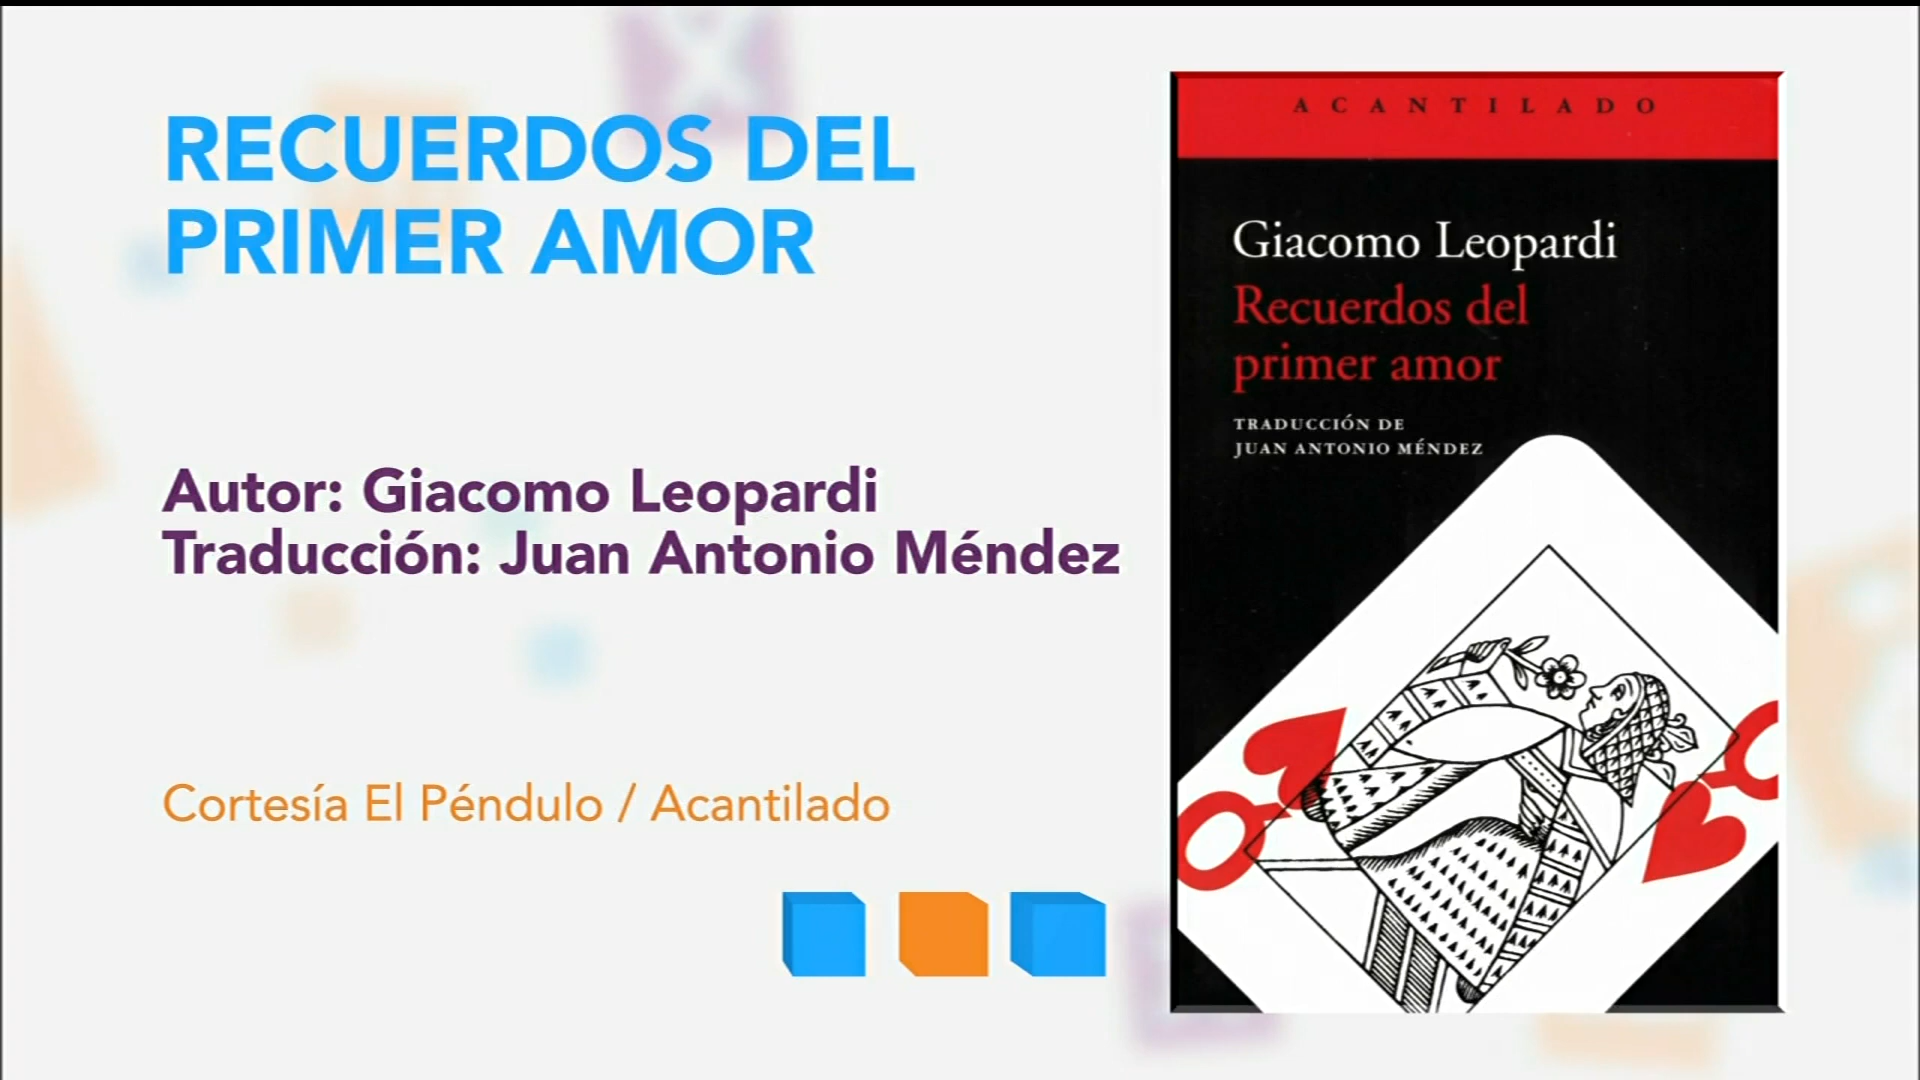 RECUERDOS DEL
PRIMER AMOR
Autor: Giacomo Leopardi
Traducción: Juan Antonio Méndez
Cortesía El Péndulo / Acantilado
ACANTILADO
Giacomo Leopardi
Recuerdos del
primer amor
TRADUCCIÓN DE
JUAN ANTONIO MÉNDEZ
Q
Q